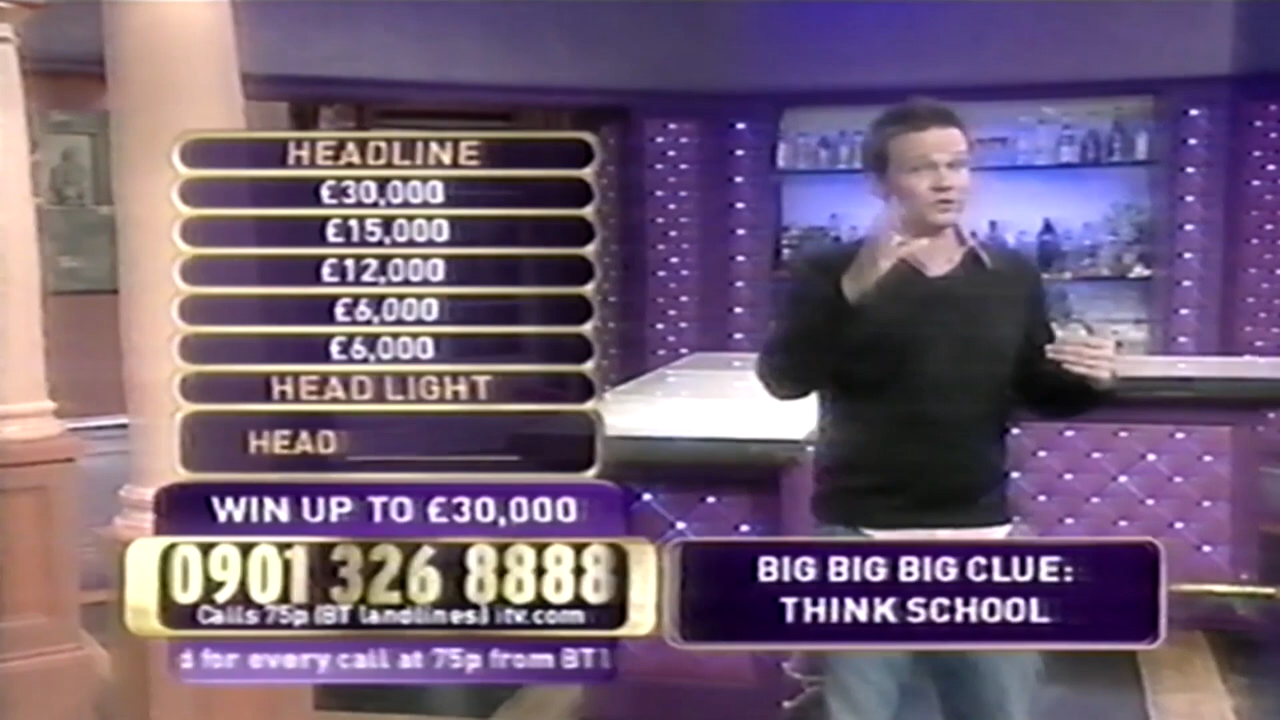 HEADLINE
£30,000
£15,000
£12,000
£6,000
£6,000
HEAD LIGHT
HEAD
WIN UP TO £30,000
0901 326 8888
Calls 75p (BT landlines) itv.com
d for every call at 75p from BT l
BIG BIG BIG CLUE:
THINK SCHOOL